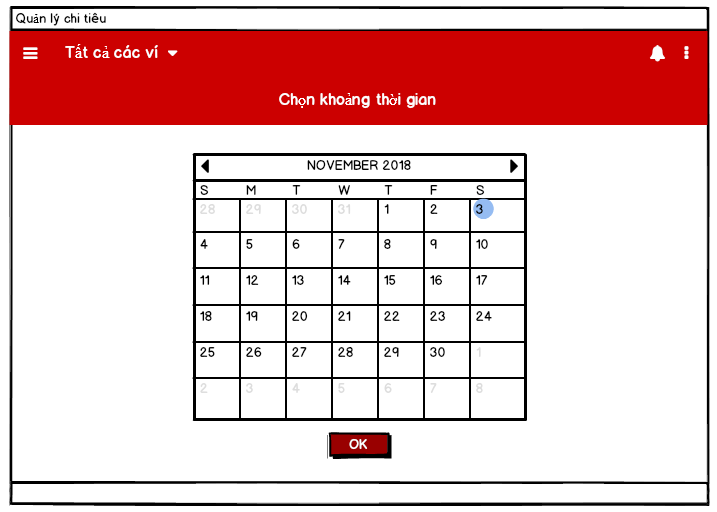 Quản lý chi tiêu
Tất cả các ví
Chọn khoảng thời gian
NOVEMBER 2018
S M T W T F S
28 29 30 31 1 2 3
4 5 6 7 8 9 10
11 12 13 14 15 16 17
18 19 20 21 22 23 24
25 26 27 28 29 30 1
2 3 4 5 6 7 8
OK